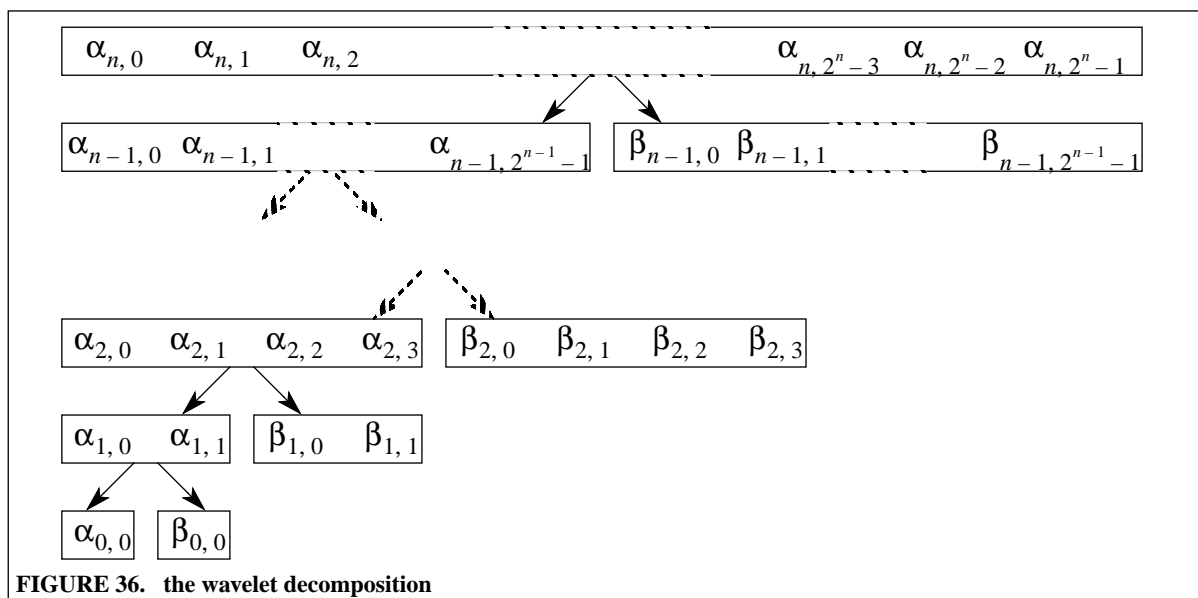 α_{n, 0} α_{n, 1} α_{n, 2} α_{n, 2^n – 3} α_{n, 2^n – 2} α_{n, 2^n – 1}
α_{n – 1, 0} α_{n – 1, 1} α_{n – 1, 2^{n – 1} – 1} β_{n – 1, 0} β_{n – 1, 1} β_{n – 1, 2^{n – 1} – 1}
α_{2, 0} α_{2, 1} α_{2, 2} α_{2, 3} β_{2, 0} β_{2, 1} β_{2, 2} β_{2, 3}
α_{1, 0} α_{1, 1} β_{1, 0} β_{1, 1}
α_{0, 0} β_{0, 0}
FIGURE 36. the wavelet decomposition